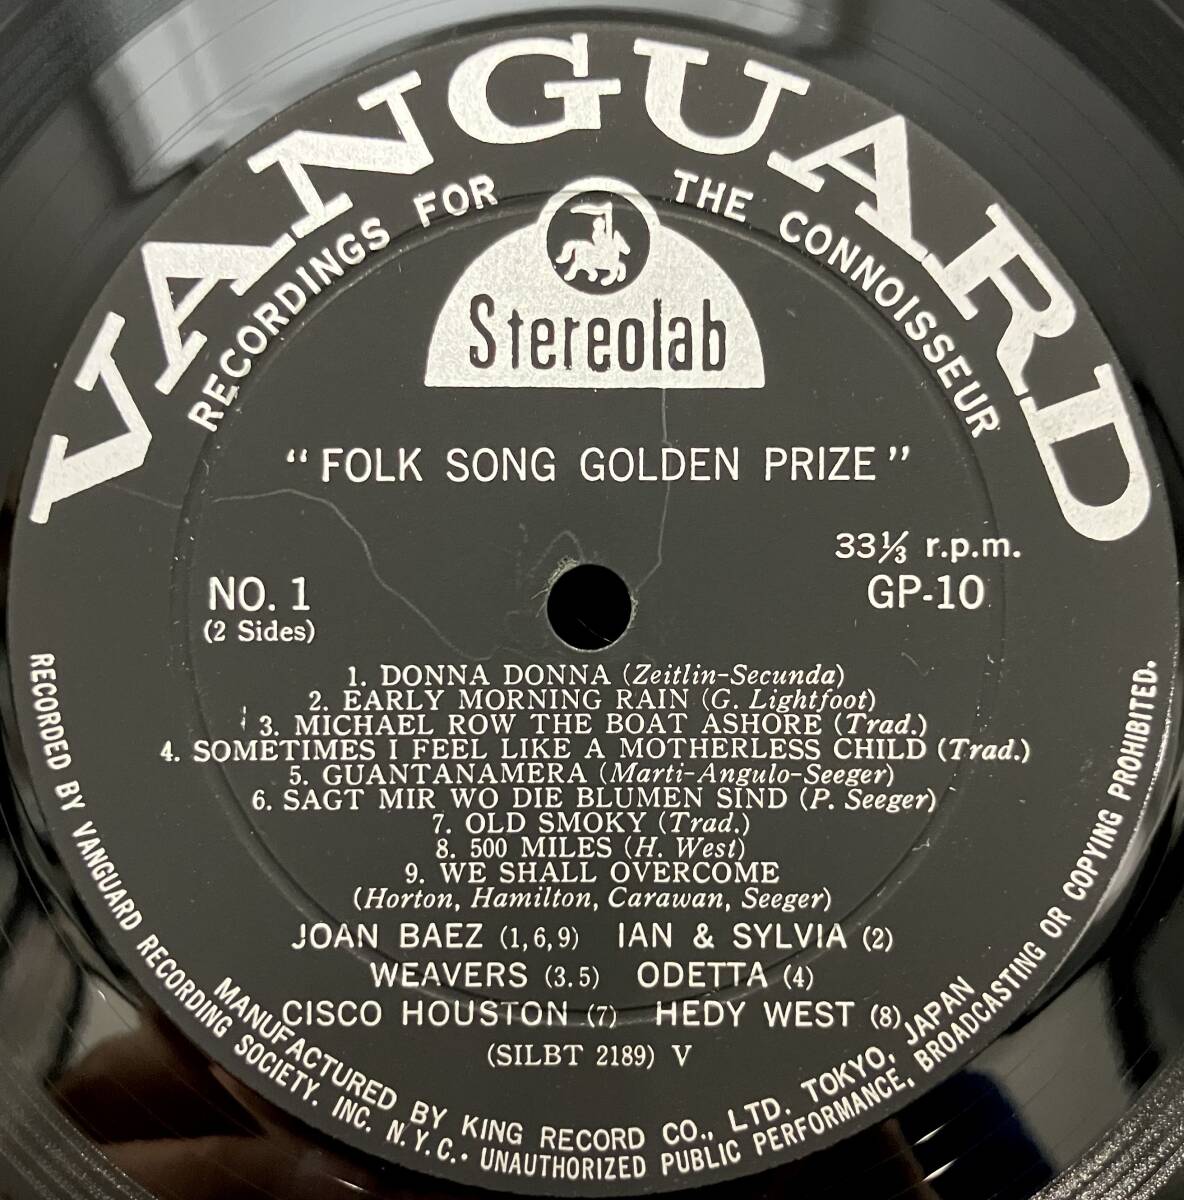 VANGUARD
RECORDINGS FOR THE CONNOISSEUR
Stereolab
"FOLK SONG GOLDEN PRIZE"
33⅓ r.p.m.
NO. 1
GP-10
(2 Sides)
1. DONNA DONNA (Zeitlin-Secunda)
2. EARLY MORNING RAIN (G. Lightfoot)
3. MICHAEL ROW THE BOAT ASHORE (Trad.)
4. SOMETIMES I FEEL LIKE A MOTHERLESS CHILD (Trad.)
5. GUANTANAMERA (Marti-Angulo-Seeger)
6. SAGT MIR WO DIE BLUMEN SIND (P. Seeger)
7. OLD SMOKY (Trad.)
8. 500 MILES (H. West)
9. WE SHALL OVERCOME
(Horton, Hamilton, Carawan, Seeger)
JOAN BAEZ (1,6,9) IAN & SYLVIA (2)
WEAVERS (3.5) ODETTA (4)
CISCO HOUSTON (7) HEDY WEST (8)
(SILBT 2189) V
MANUFACTURED BY KING RECORD CO., LTD. TOKYO, JAPAN
RECORDED BY VANGUARD RECORDING SOCIETY. INC. N.Y.C. • UNAUTHORIZED PUBLIC PERFORMANCE, BROADCASTING OR COPYING PROHIBITED.